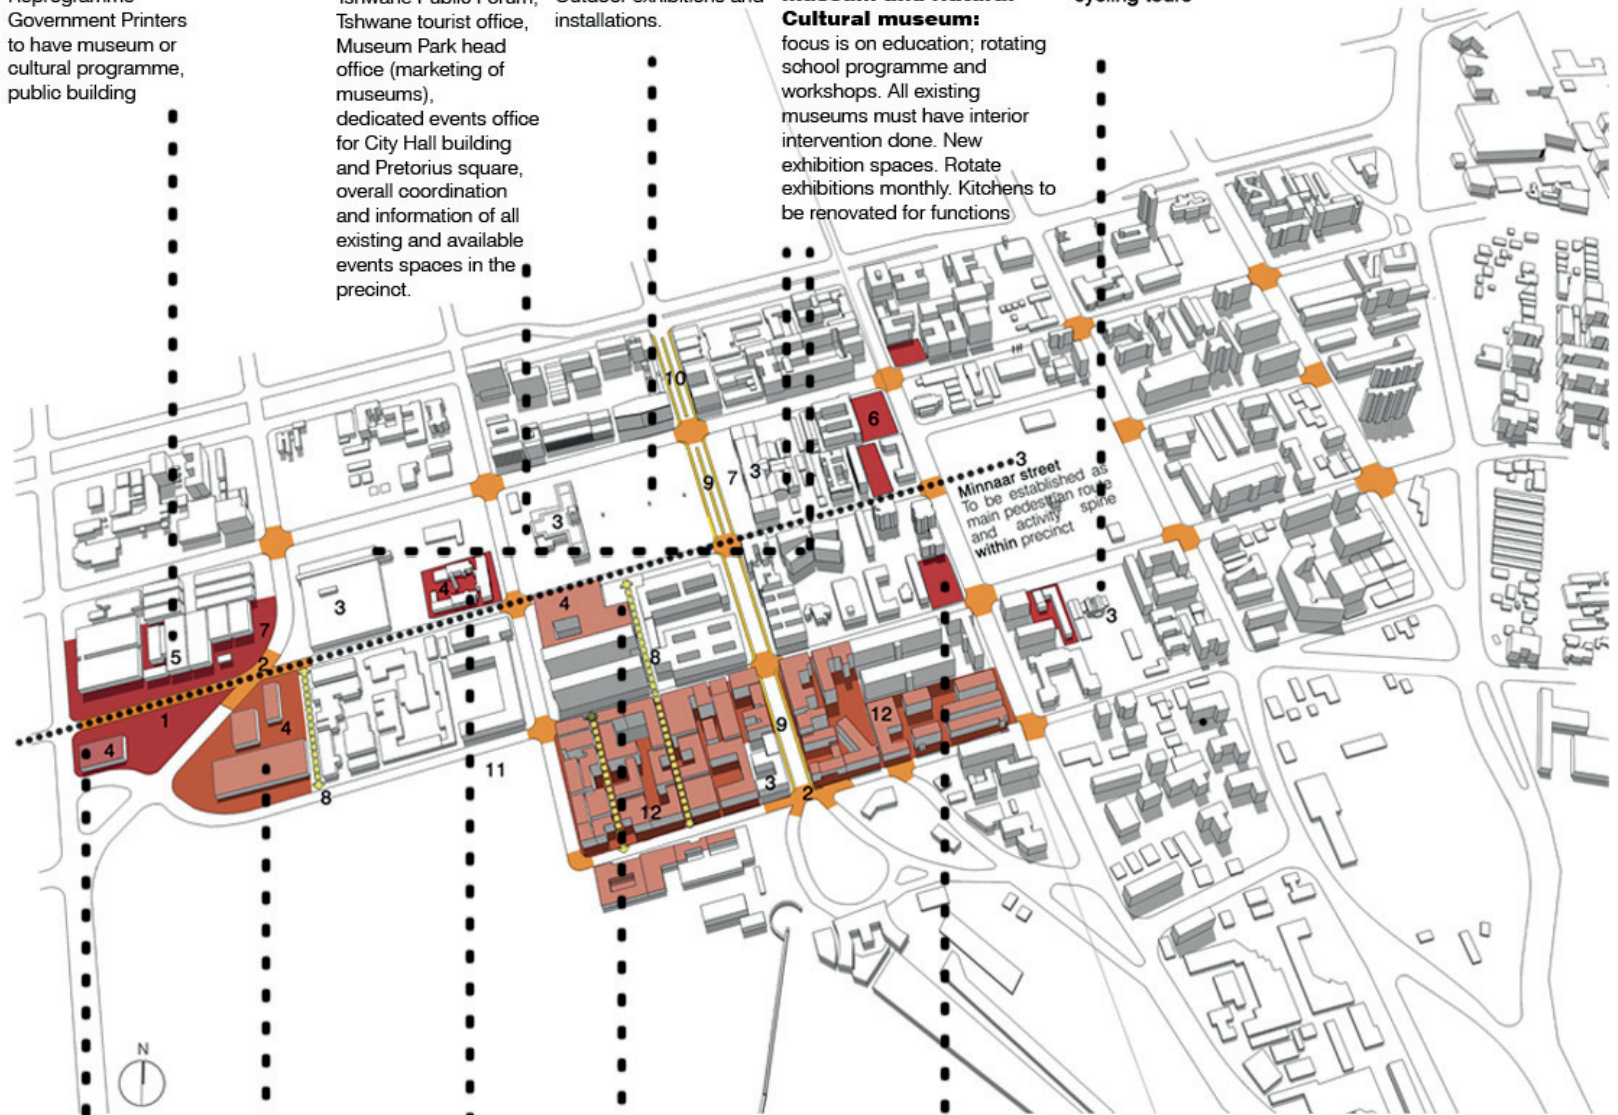 Government Printers
to have museum or
cultural programme,
public building
Tshwane tourist office,
Museum Park head
office (marketing of
museums),
dedicated events office
for City Hall building
and Pretorius square,
overall coordination
and information of all
existing and available
events spaces in the
precinct.
installations.
Cultural museum:
focus is on education; rotating
school programme and
workshops. All existing
museums must have interior
intervention done. New
exhibition spaces. Rotate
exhibitions monthly. Kitchens to
be renovated for functions
10
6
3
9
7
3
3
Minnaar street
To be established as
main pedestrian route
and activity spine
within precinct
4
3
4
3
7
5
2
8
1
4
4
9
12
11
3
8
12
2
N